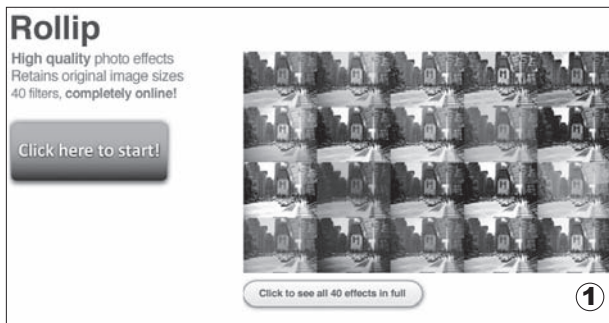 Rollip
High quality photo effects
Retains original image sizes
40 filters, completely online!
Click here to start!
Click to see all 40 effects in full
1